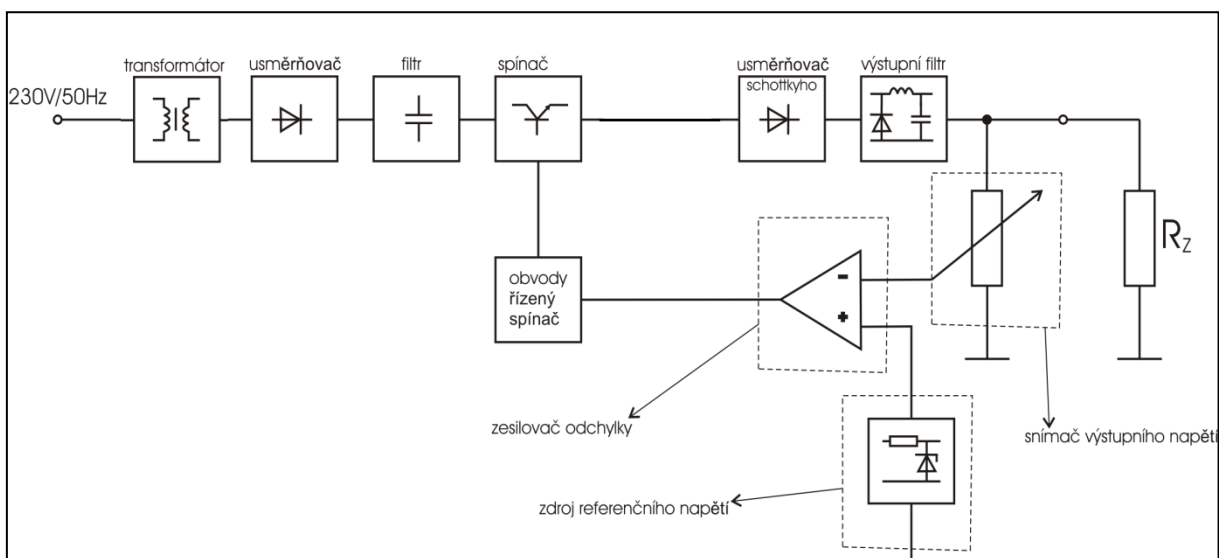 transformátor
usměrňovač
filtr
spínač
usměrňovač
schottkyho
výstupní filtr
230V/50Hz
RZ
obvody
řízený
spínač
-
+
zesilovač odchylky
snímač výstupního napětí
zdroj referenčního napětí